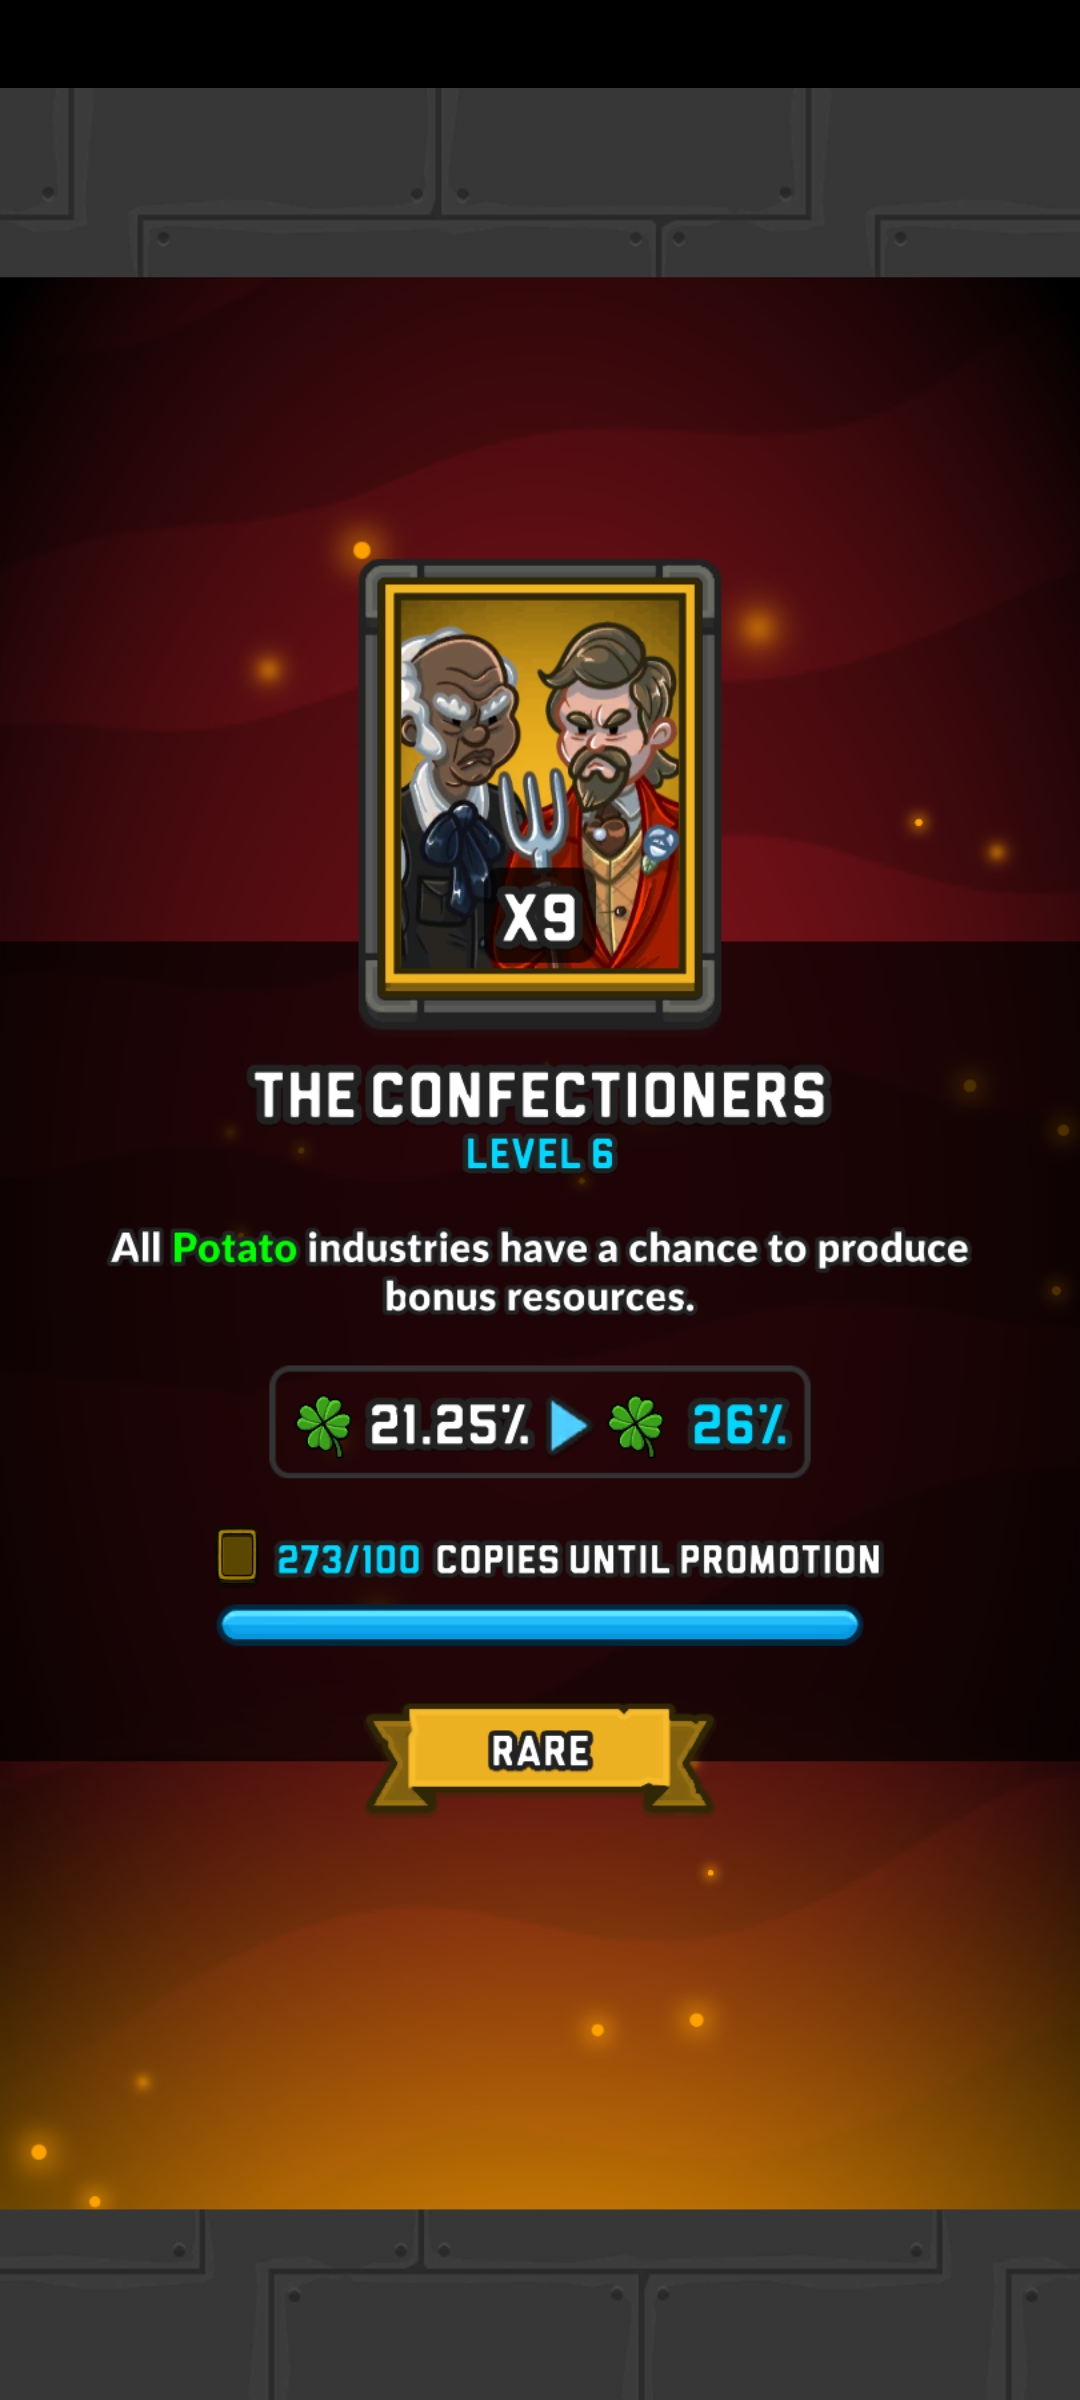 X9
THE CONFECTIONERS
LEVEL 6
All Potato industries have a chance to produce
bonus resources.
21.25% 26%
273/100 COPIES UNTIL PROMOTION
RARE